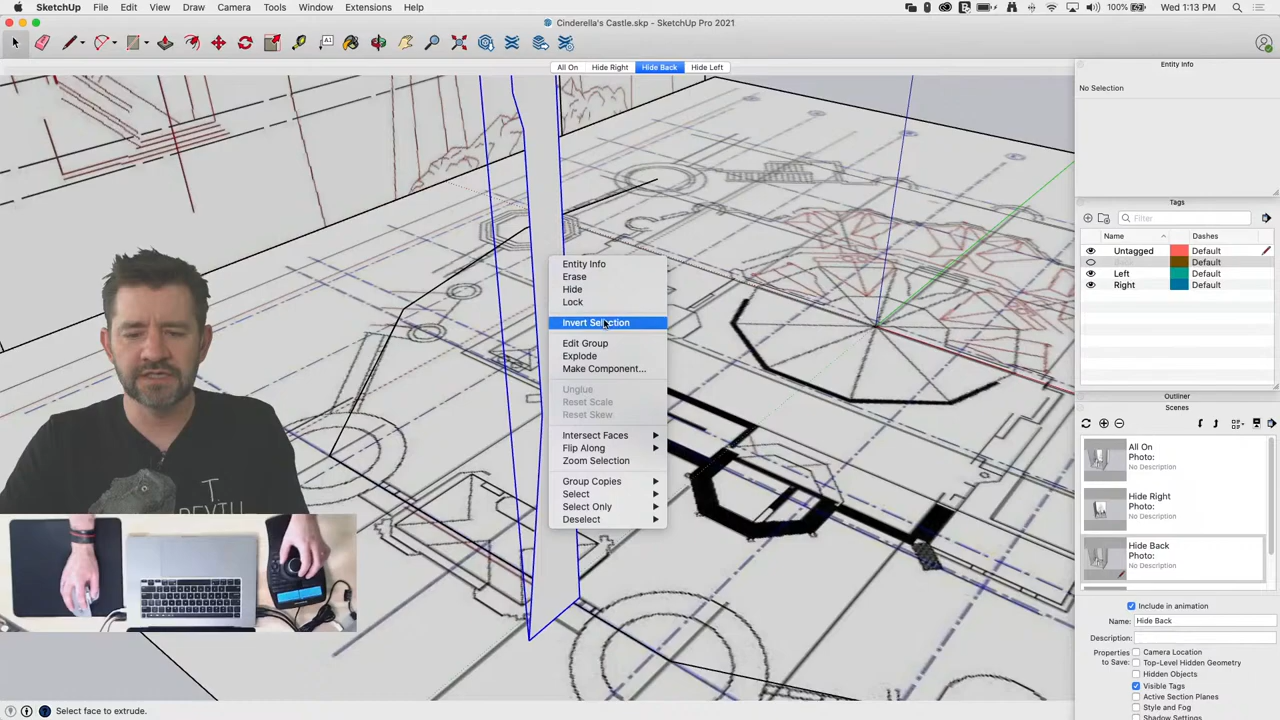 SketchUp File Edit View Draw Camera Tools Window Extensions Help 100% Wed 1:13 PM
Cinderella's Castle.skp - SketchUp Pro 2021
All On Hide Right Hide Back Hide Left
Entity Info
No Selection
Tags
Filter
Name Dashes
Untagged Default
Default
Left Default
Right Default
Outliner
Scenes
All On
Photo:
No Description
Hide Right
Photo:
No Description
Hide Back
Photo:
No Description
Include in animation
Name: Hide Back
Description:
Properties to Save:
Camera Location
Top-Level Hidden Geometry
Hidden Objects
Visible Tags
Active Section Planes
Style and Fog
Shadow Settings
Entity Info
Erase
Hide
Lock
Invert Selection
Edit Group
Explode
Make Component...
Unglue
Reset Scale
Reset Skew
Intersect Faces
Flip Along
Zoom Selection
Group Copies
Select
Select Only
Deselect
Select face to extrude.